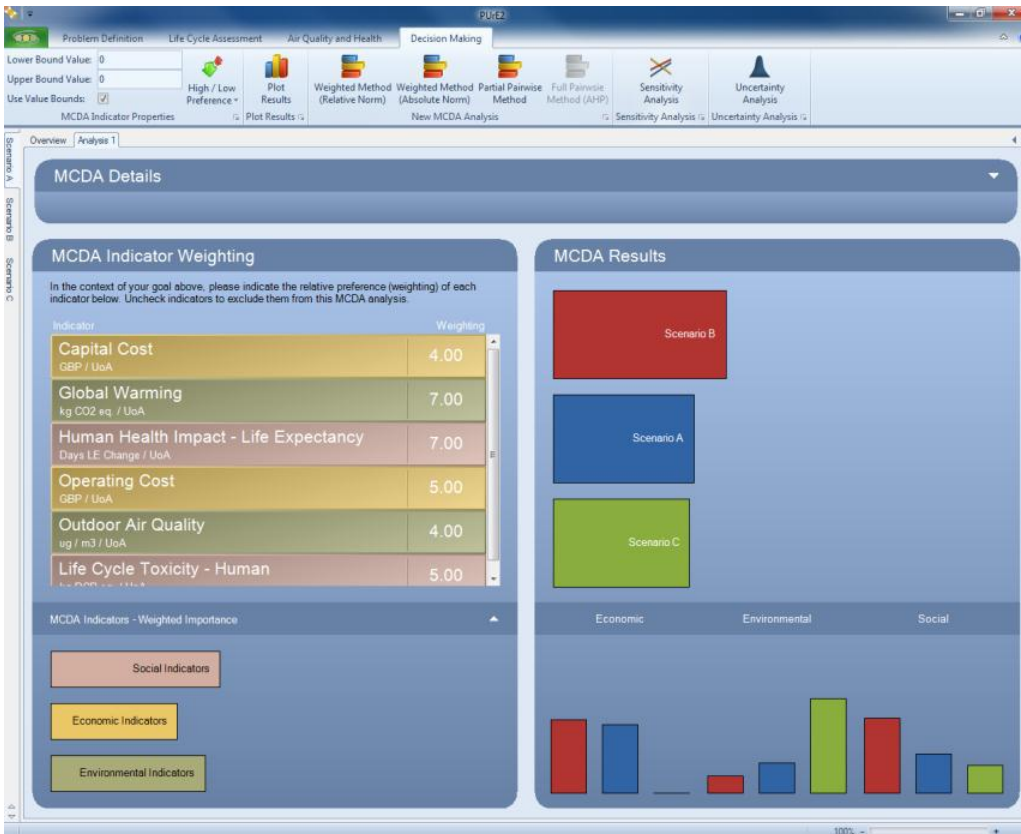 PUrE2
Problem Definition
Life Cycle Assessment
Air Quality and Health
Decision Making
Lower Bound Value: 0
Upper Bound Value: 0
Use Value Bounds:
High / Low
Preference
Plot
Results
Weighted Method
(Relative Norm)
Weighted Method
(Absolute Norm)
Partial Pairwise
Method
Full Pairwsie
Method (AHP)
Sensitivity
Analysis
Uncertainty
Analysis
MCDA Indicator Properties
Plot Results
New MCDA Analysis
Sensitivity Analysis
Uncertainty Analysis
Scenario A
Scenario B
Scenario C
Overview
Analysis 1
MCDA Details
MCDA Indicator Weighting
In the context of your goal above, please indicate the relative preference (weighting) of each
indicator below. Uncheck indicators to exclude them from this MCDA analysis.
Indicator Weighting
Capital Cost
GBP / UoA
4.00
Global Warming
kg CO2 eq. / UoA
7.00
Human Health Impact - Life Expectancy
Days LE Change / UoA
7.00
Operating Cost
GBP / UoA
5.00
Outdoor Air Quality
ug / m3 / UoA
4.00
Life Cycle Toxicity - Human
5.00
MCDA Indicators - Weighted Importance
Social Indicators
Economic Indicators
Environmental Indicators
MCDA Results
Scenario B
Scenario A
Scenario C
Economic
Environmental
Social
100%